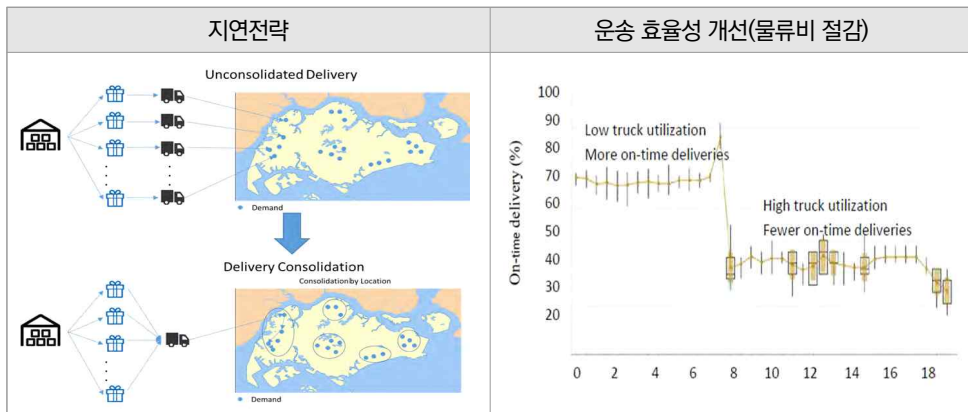 지연전략
운송 효율성 개선(물류비 절감)
Unconsolidated Delivery
Demand
Delivery Consolidation
Consolidation by Location
Demand
On-time delivery (%)
100
90
80
70
60
50
40
30
20
Low truck utilization
More on-time deliveries
High truck utilization
Fewer on-time deliveries
0 2 4 6 8 10 12 14 16 18